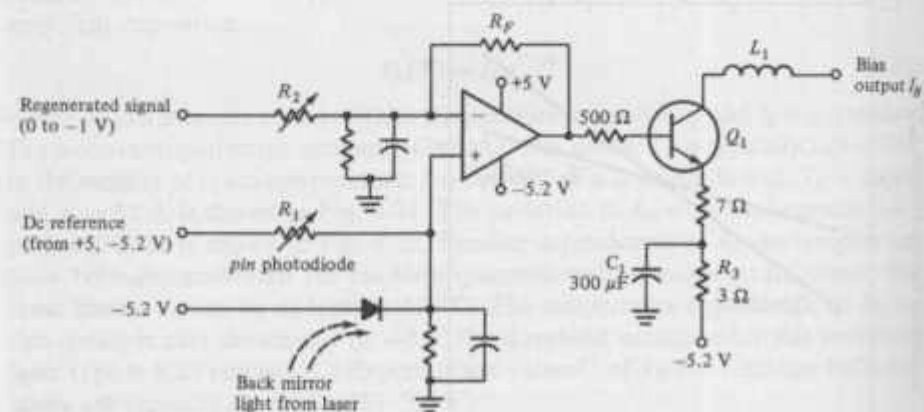 R_F
L_1
+5 V
Bias
output I_B
Regenerated signal
(0 to −1 V)
R_2
500 Ω
Q_1
+
−5.2 V
7 Ω
Dc reference
(from +5, −5.2 V)
R_1
pin photodiode
C_1
300 μF
R_3
3 Ω
−5.2 V
−5.2 V
Back mirror
light from laser